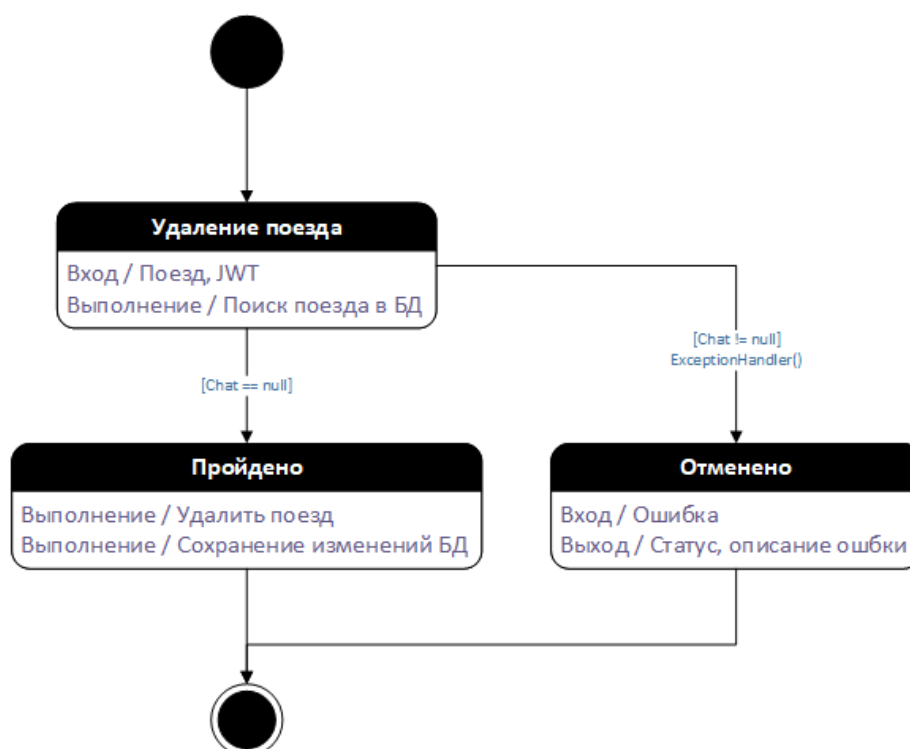 Удаление поезда
Вход / Поезд, JWT
Выполнение / Поиск поезда в БД
[Chat != null]
ExceptionHandler()
[Chat == null]
Пройдено
Выполнение / Удалить поезд
Выполнение / Сохранение изменений БД
Отменено
Вход / Ошибка
Выход / Статус, описание ошбки